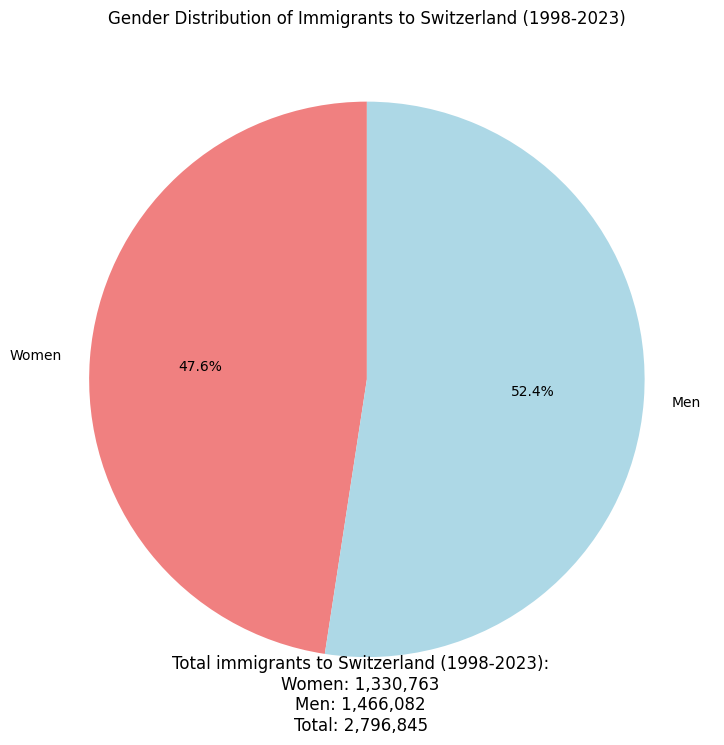 Gender Distribution of Immigrants to Switzerland (1998-2023)
Women
47.6%
52.4%
Men
Total immigrants to Switzerland (1998-2023):
Women: 1,330,763
Men: 1,466,082
Total: 2,796,845